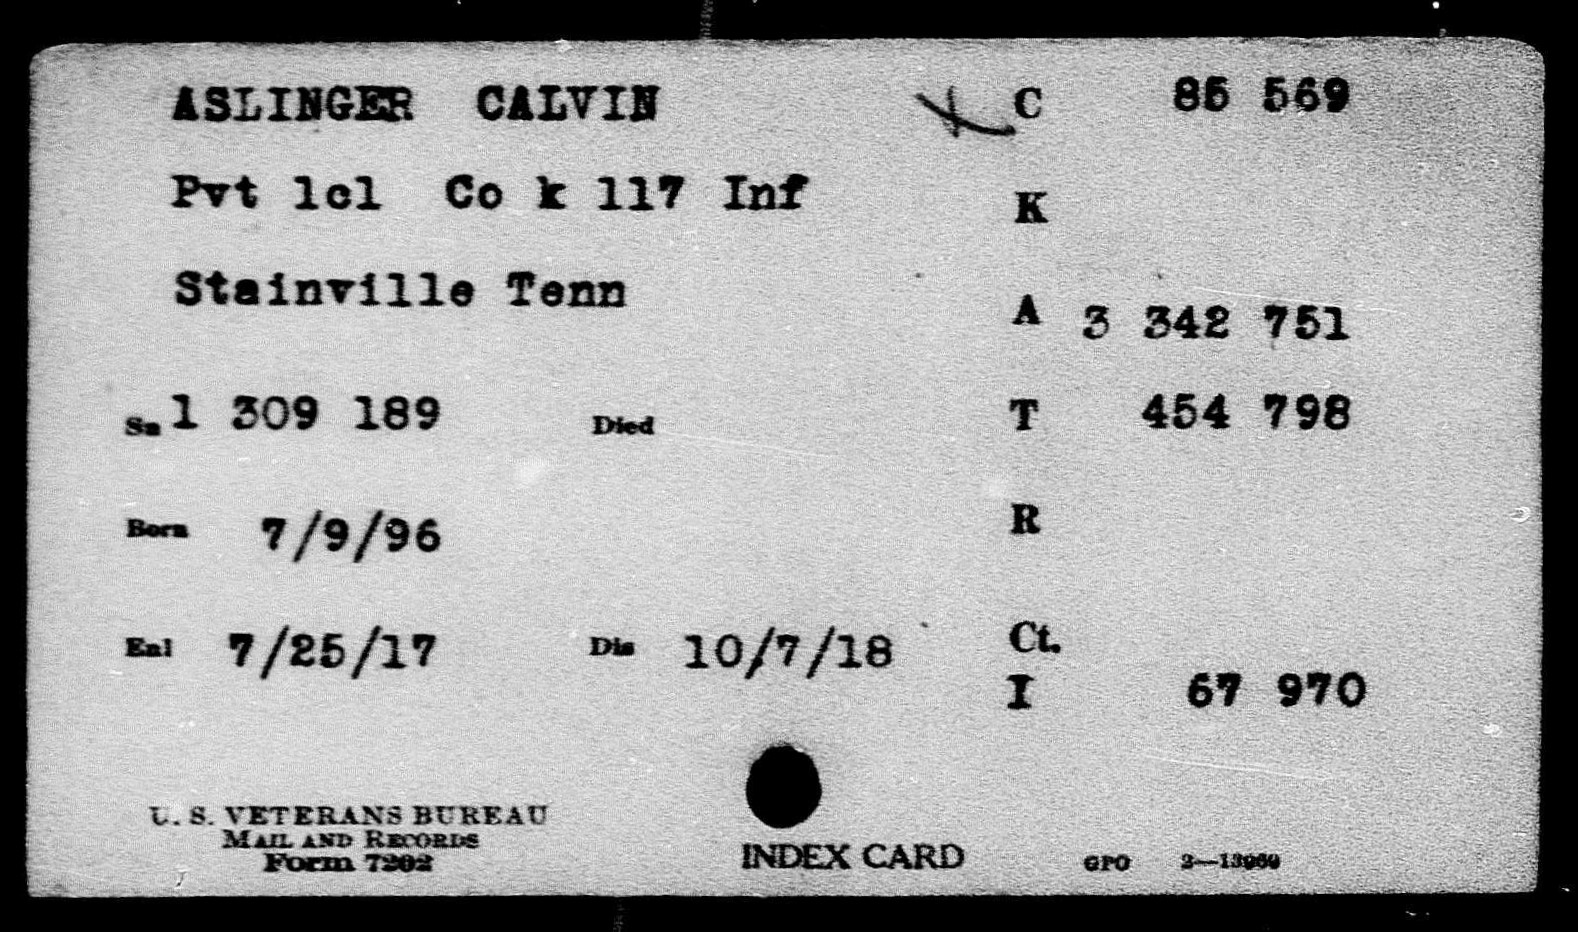 ASLINGER CALVIN C 85 569
Pvt 1cl Co k 117 Inf K
Stainville Tenn
A 3 342 751
Sn 1 309 189 Died T 454 798
Born 7/9/96 R
Enl 7/25/17 Dis 10/7/18 Ct.
I 67 970
U. S. VETERANS BUREAU
MAIL AND RECORDS
Form 7202
INDEX CARD GPO